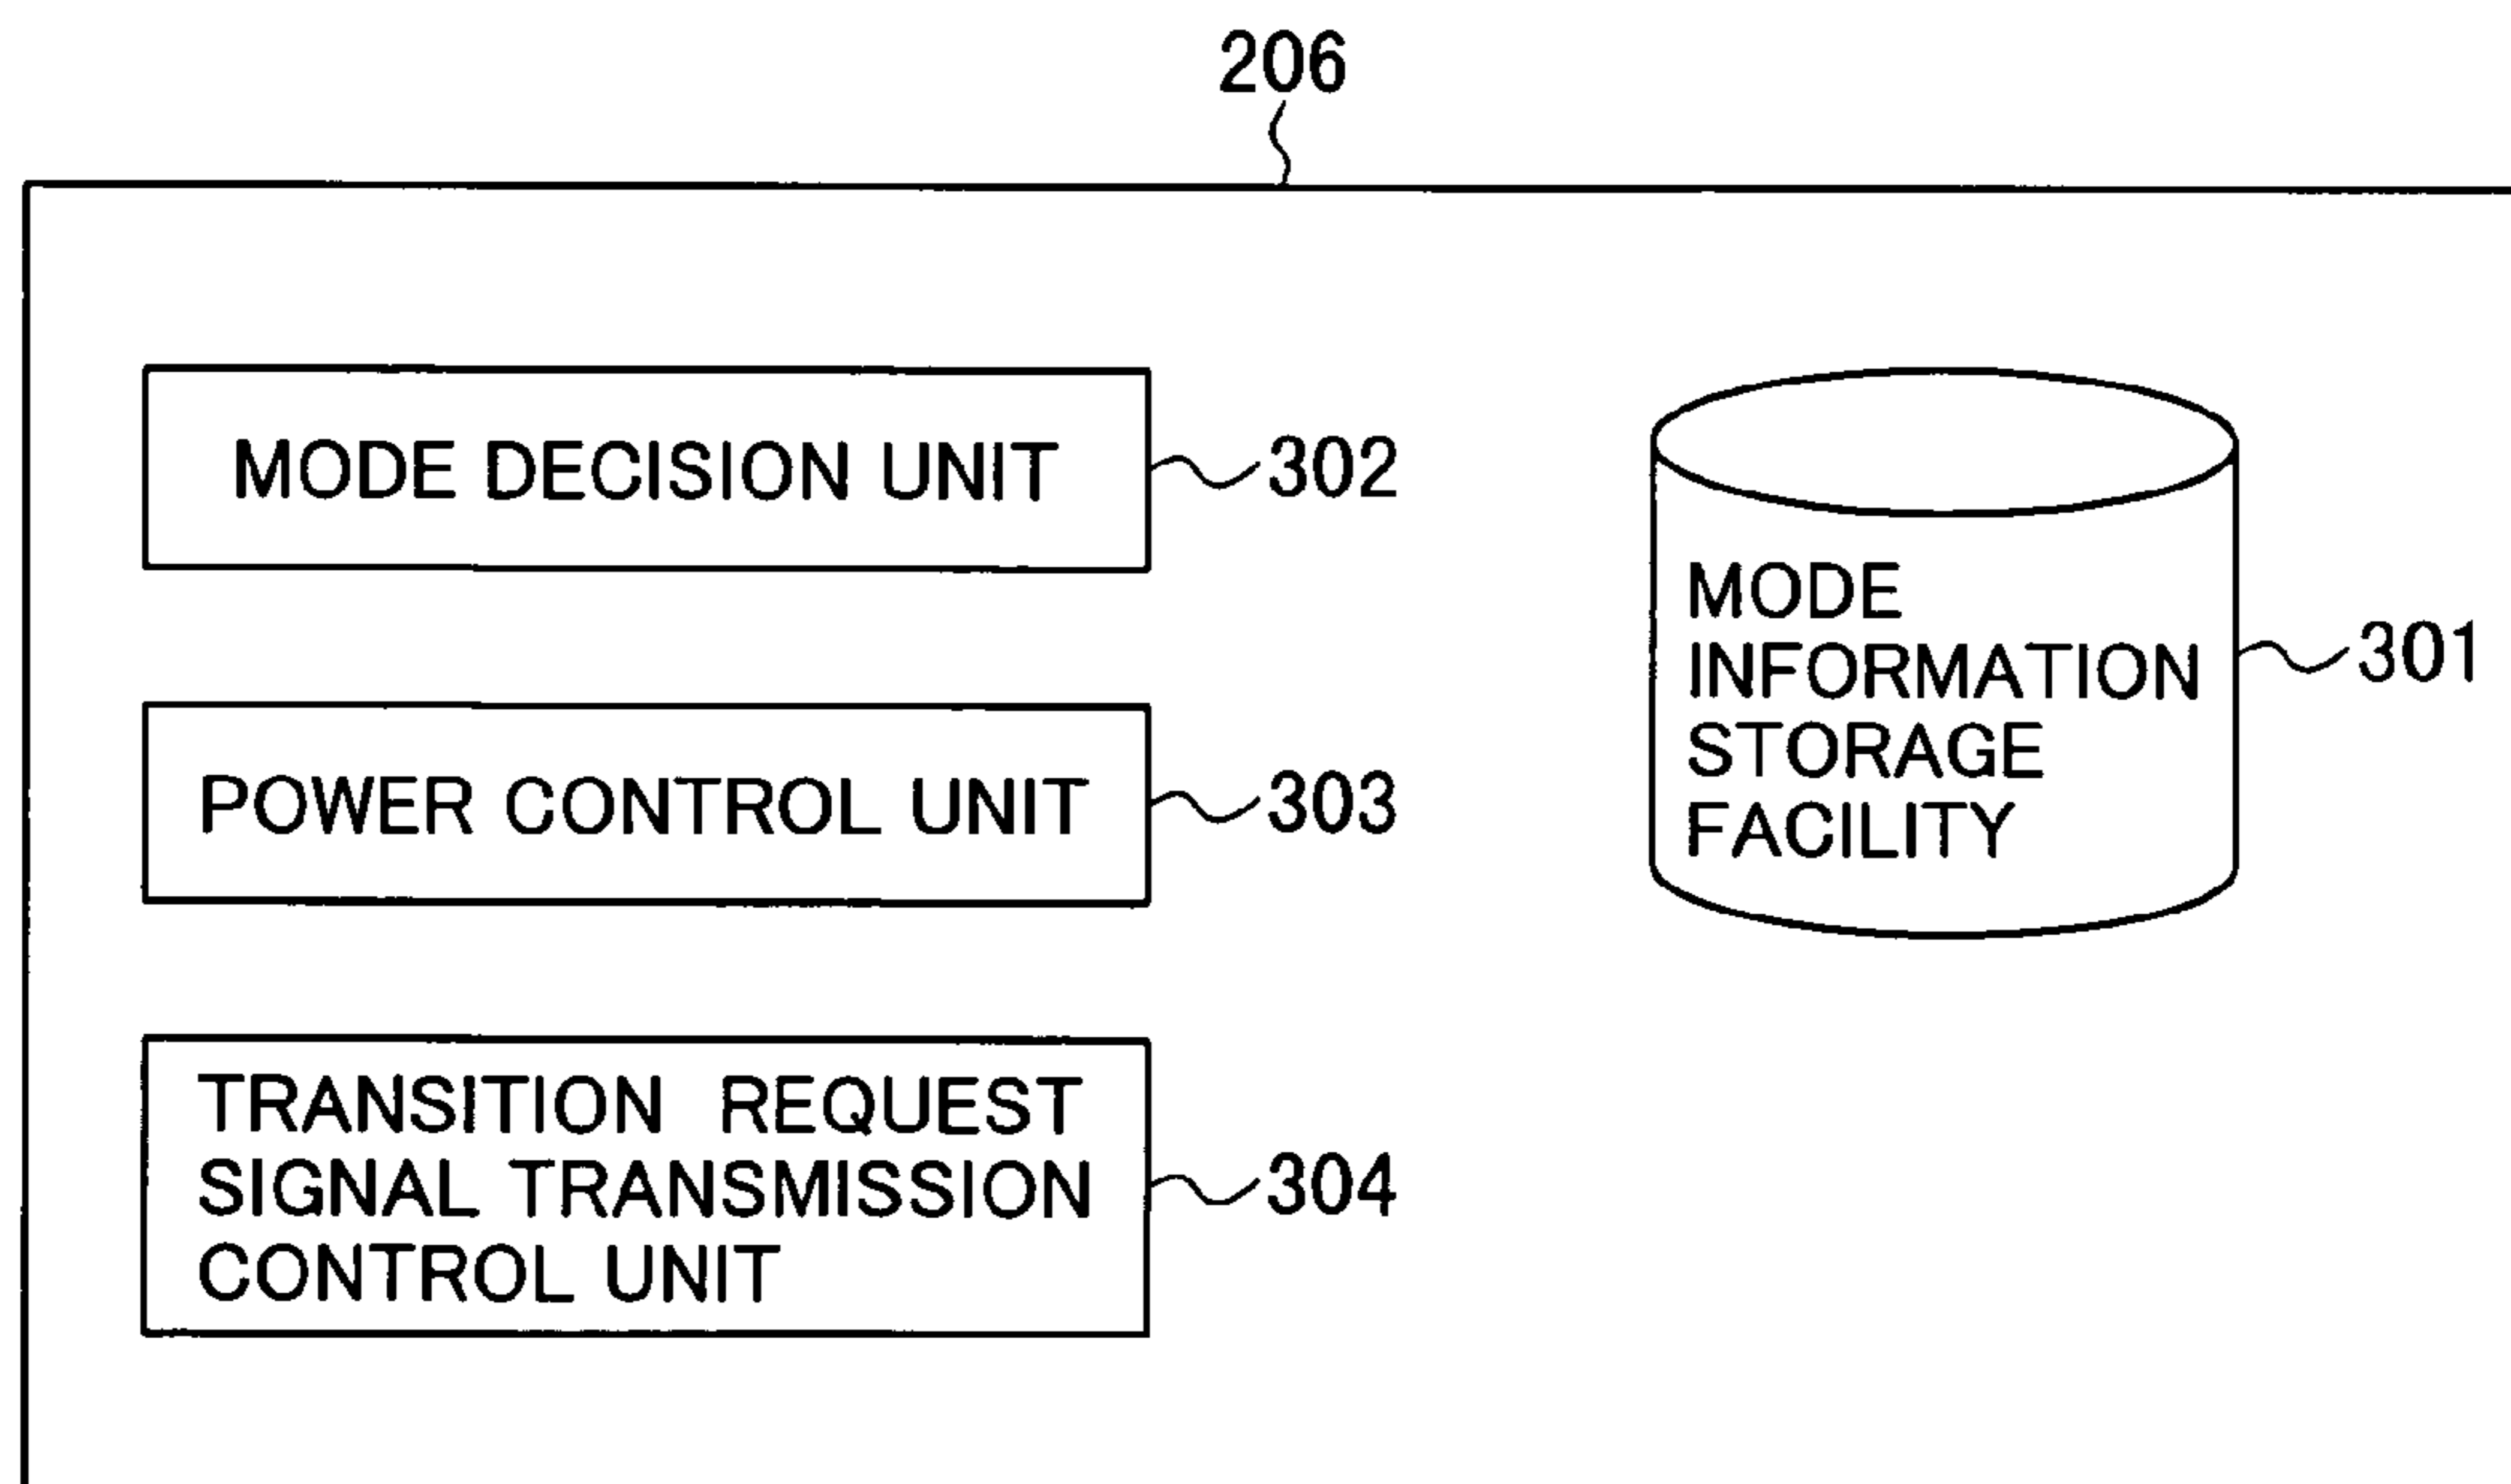 206
MODE DECISION UNIT
302
MODE
INFORMATION
STORAGE
FACILITY
301
POWER CONTROL UNIT
303
TRANSITION REQUEST
SIGNAL TRANSMISSION
CONTROL UNIT
304